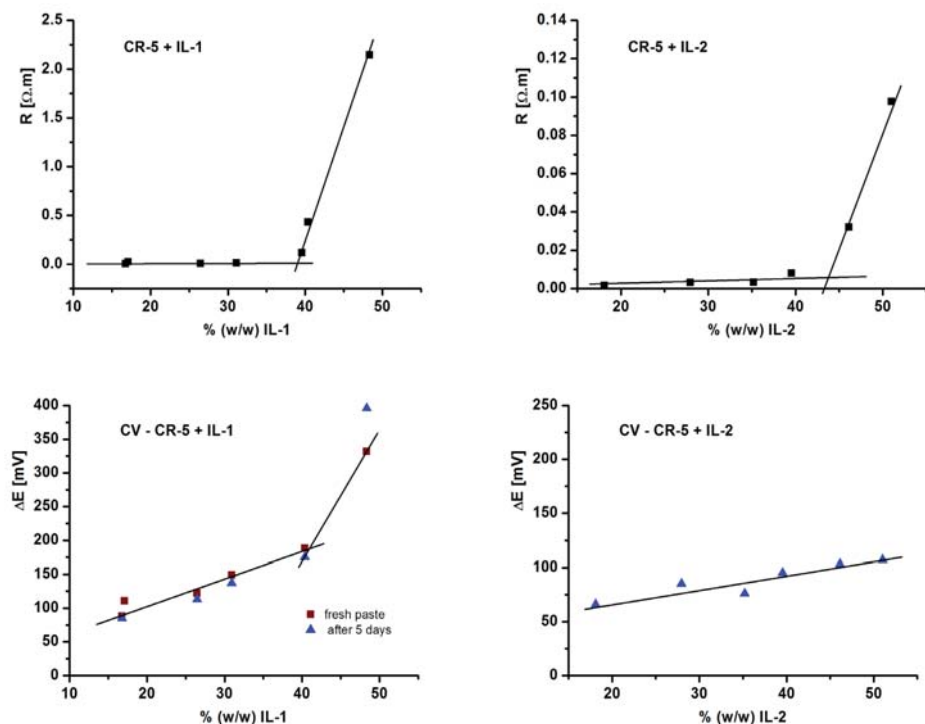 CR-5 + IL-1
R [Ω.m]
2.5
2.0
1.5
1.0
0.5
0.0
10 20 30 40 50
% (w/w) IL-1
CR-5 + IL-2
R [Ω.m]
0.14
0.12
0.10
0.08
0.06
0.04
0.02
0.00
20 30 40 50
% (w/w) IL-2
CV - CR-5 + IL-1
ΔE [mV]
400
350
300
250
200
150
100
50
0
fresh paste
after 5 days
10 20 30 40 50
% (w/w) IL-1
CV - CR-5 + IL-2
ΔE [mV]
250
200
150
100
50
0
20 30 40 50
% (w/w) IL-2